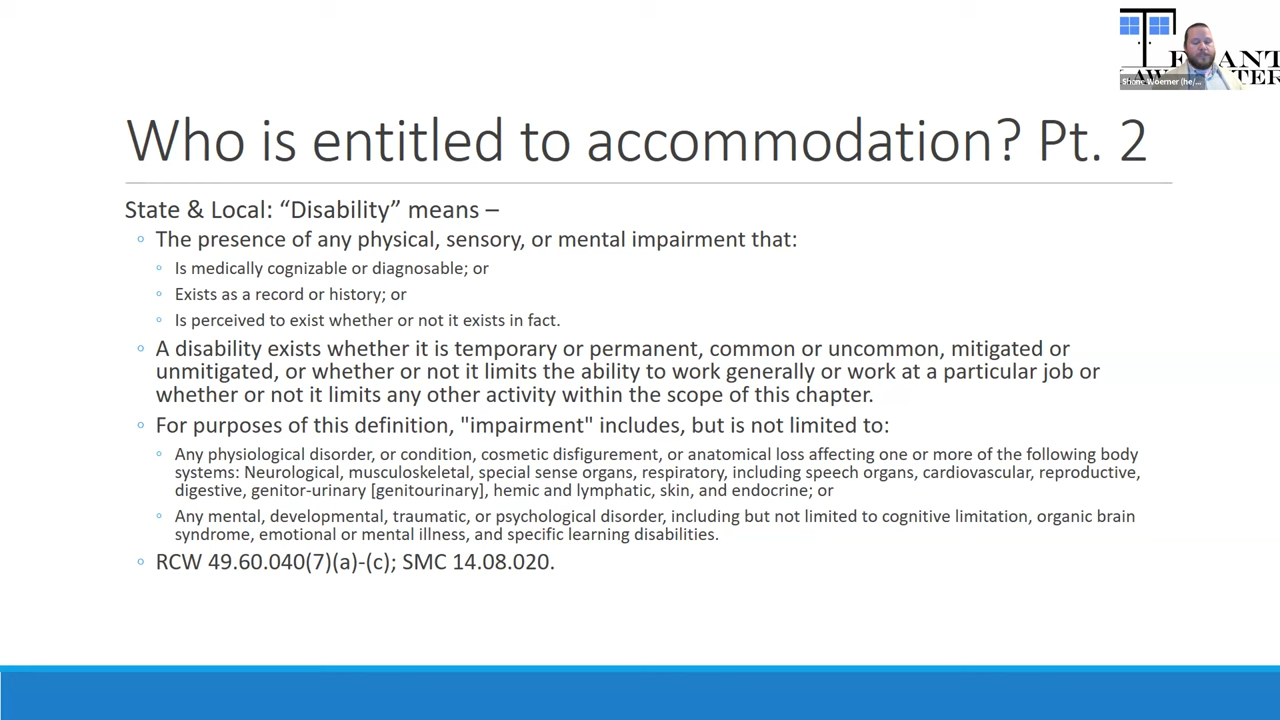 TENANT
LAW CENTER
Shane Woerner (he/...
Who is entitled to accommodation? Pt. 2
State & Local: “Disability” means –
The presence of any physical, sensory, or mental impairment that:
Is medically cognizable or diagnosable; or
Exists as a record or history; or
Is perceived to exist whether or not it exists in fact.
A disability exists whether it is temporary or permanent, common or uncommon, mitigated or
unmitigated, or whether or not it limits the ability to work generally or work at a particular job or
whether or not it limits any other activity within the scope of this chapter.
For purposes of this definition, "impairment" includes, but is not limited to:
Any physiological disorder, or condition, cosmetic disfigurement, or anatomical loss affecting one or more of the following body
systems: Neurological, musculoskeletal, special sense organs, respiratory, including speech organs, cardiovascular, reproductive,
digestive, genitor-urinary [genitourinary], hemic and lymphatic, skin, and endocrine; or
Any mental, developmental, traumatic, or psychological disorder, including but not limited to cognitive limitation, organic brain
syndrome, emotional or mental illness, and specific learning disabilities.
RCW 49.60.040(7)(a)-(c); SMC 14.08.020.